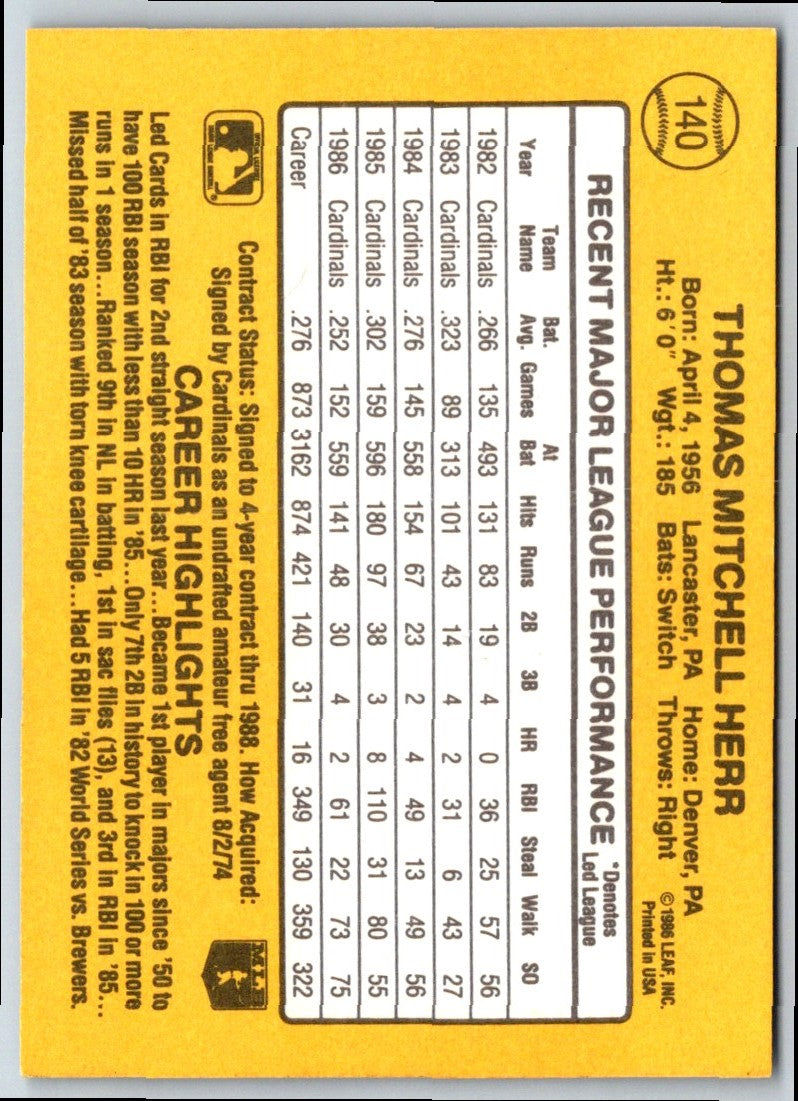 140
THOMAS MITCHELL HERR
Born: April 4, 1956 Lancaster, PA Home: Denver, PA
Ht.: 6'0" Wgt.: 185 Bats: Switch Throws: Right
©1986 LEAF, INC.
Printed in USA
RECENT MAJOR LEAGUE PERFORMANCE *Denotes Led League
Year Team Name Bat. Avg. Games At Bat Hits Runs 2B 3B HR RBI Steal Walk SO
1982 Cardinals .266 135 493 131 83 19 4 0 36 25 57 56
1983 Cardinals .323 89 313 101 43 14 4 2 31 6 43 27
1984 Cardinals .276 145 558 154 67 23 2 4 49 13 49 56
1985 Cardinals .302 159 596 180 97 38 3 8 110 31 80 55
1986 Cardinals .252 152 559 141 48 30 4 2 61 22 73 75
Career .276 873 3162 874 421 140 31 16 349 130 359 322
Contract Status: Signed to 4-year contract thru 1988. How Acquired:
Signed by Cardinals as an undrafted amateur free agent 8/274
CAREER HIGHLIGHTS
Led Cards in RBI for 2nd straight season last year...Became 1st player in majors since '50 to
have 100 RBI season with less than 10 HR in '85...Only 7th 2B in history to knock in 100 or more
runs in 1 season...Ranked 9th in NL in batting, 1st in sac flies (13), and 3rd in RBI in '85...
Missed half of '83 season with torn knee cartilage...Had 5 RBI in '82 World Series vs. Brewers.